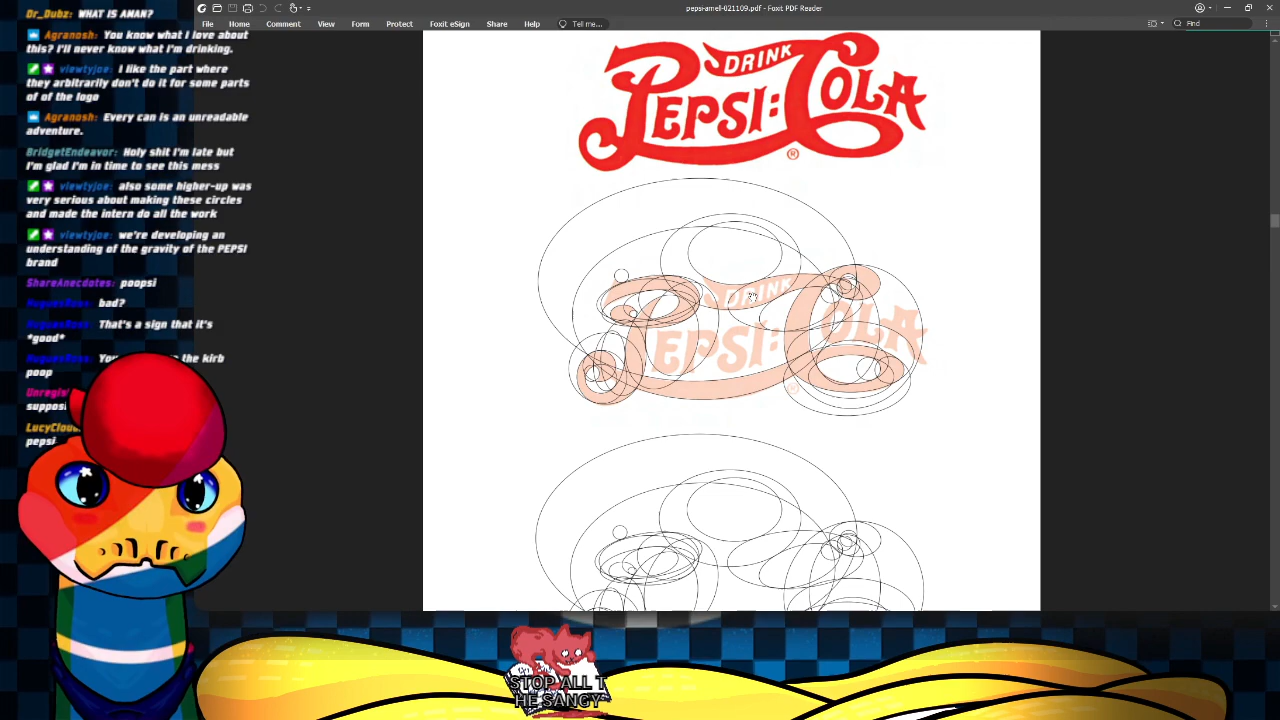 Dr_Dubz: WHAT IS AMAN?
Agranosh: You know what I love about
this? I'll never know what I'm drinking.
viewtyjoe: I like the part where
they arbitrarily don't do it for some parts
of of the logo
Agranosh: Every can is an unreadable
adventure.
BridgetEndeavor: Holy shit I'm late but
I'm glad I'm in time to see this mess
viewtyjoe: also some higher-up was
very serious about making these circles
and made the intern do all the work
viewtyjoe: we're developing an
understanding of the gravity of the PEPSI
brand
ShareAnecdotes: poopsi
bad?
That's a sign that it's
*good*
the kirb
poop
pepsi
pepsi-arnell-021109.pdf - Foxit PDF Reader
File Home Comment View Form Protect Foxit eSign Share Help Tell me...
Find
DRINK
PEPSI:COLA
®
DRINK
PEPSI:COLA
®
STOP ALL T
HE SANGY